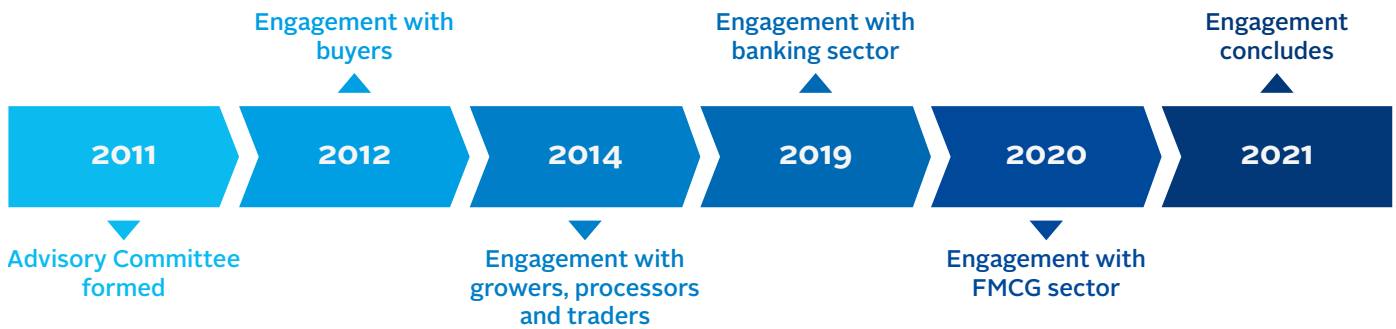 Engagement with
buyers
Engagement with
banking sector
Engagement
concludes
2011
2012
2014
2019
2020
2021
Advisory Committee
formed
Engagement with
growers, processors
and traders
Engagement with
FMCG sector